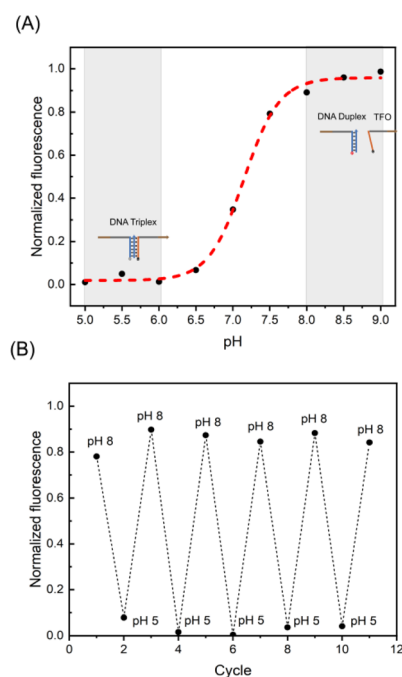 (A)
Normalized fluorescence
1.0
0.8
0.6
0.4
0.2
0.0
DNA Duplex TFO
DNA Triplex
5.0 5.5 6.0 6.5 7.0 7.5 8.0 8.5 9.0
pH
(B)
Normalized fluorescence
1.0
0.8
0.6
0.4
0.2
0.0
pH 8 pH 8 pH 8 pH 8 pH 8 pH 8
pH 5 pH 5 pH 5 pH 5 pH 5
0 2 4 6 8 10 12
Cycle